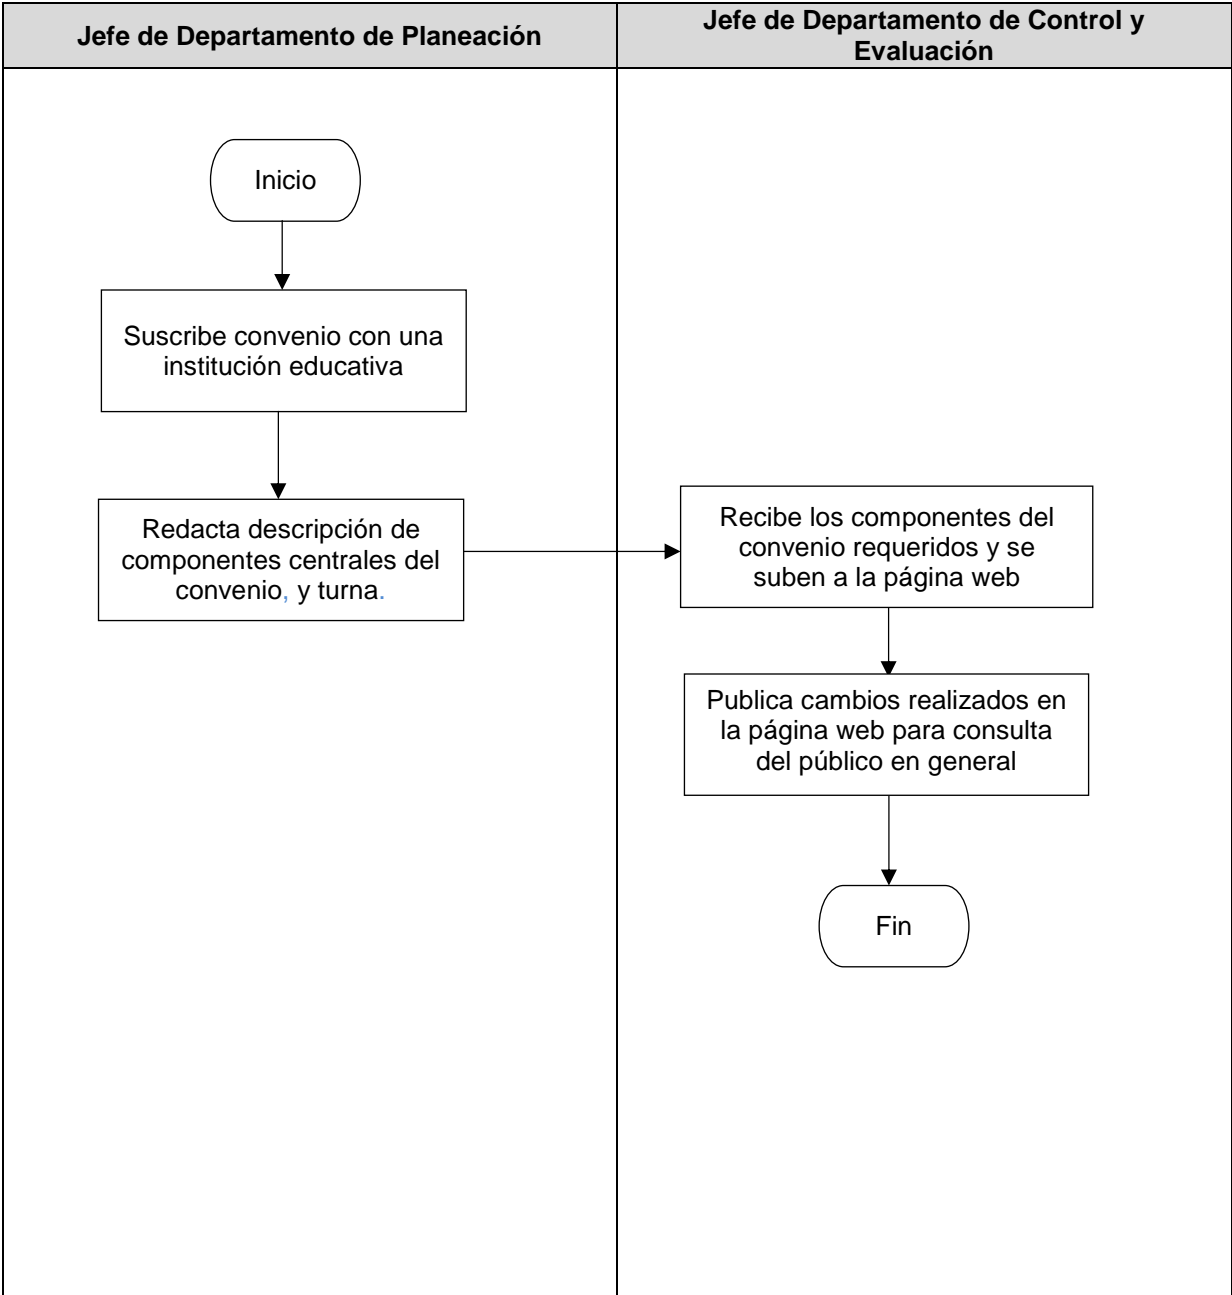 Jefe de Departamento de Planeación
Jefe de Departamento de Control y
Evaluación
Inicio
Suscribe convenio con una
institución educativa
Redacta descripción de
componentes centrales del
convenio, y turna.
Recibe los componentes del
convenio requeridos y se
suben a la página web
Publica cambios realizados en
la página web para consulta
del público en general
Fin